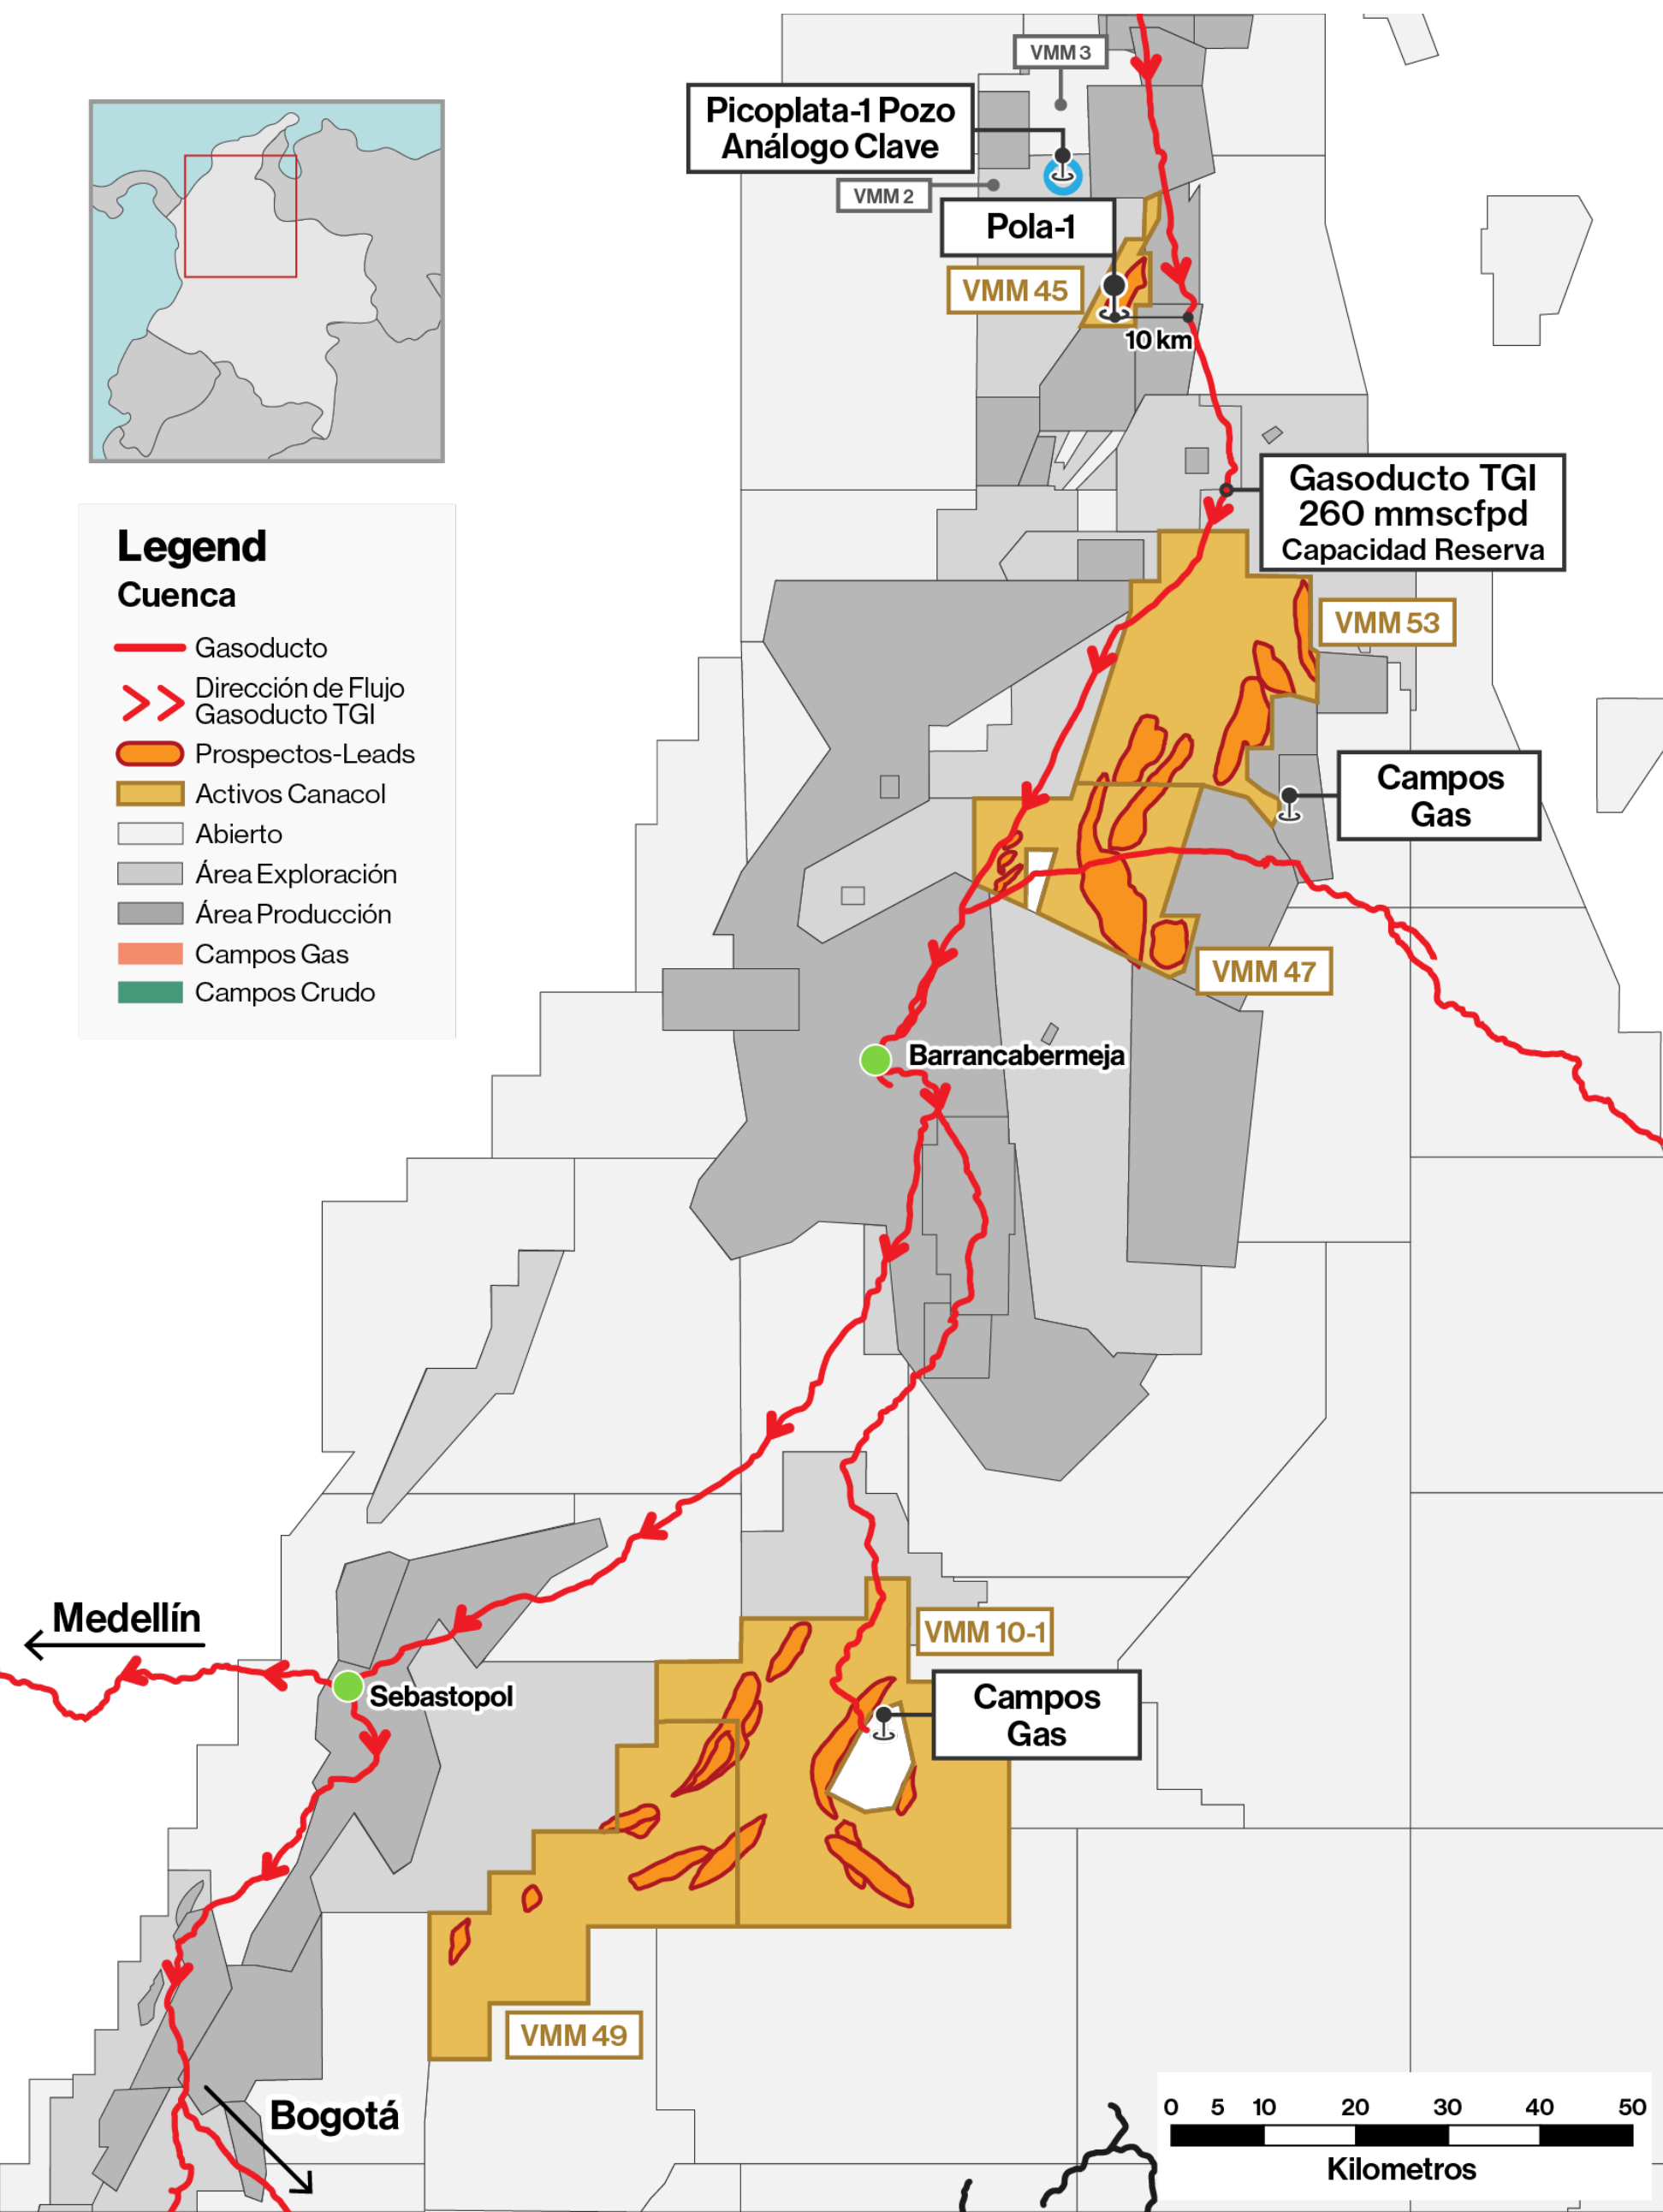 VMM 3
Picoplata-1 Pozo
Análogo Clave
VMM 2
Pola-1
VMM 45
10 km
Gasoducto TGI
260 mmscfpd
Capacidad Reserva
VMM 53
Campos
Gas
VMM 47
Barrancabermeja
Legend
Cuenca
Gasoducto
Dirección de Flujo
Gasoducto TGI
Prospectos-Leads
Activos Canacol
Abierto
Área Exploración
Área Producción
Campos Gas
Campos Crudo
Medellín
Sebastopol
VMM 10-1
Campos
Gas
VMM 49
Bogotá
0 5 10 20 30 40 50
Kilometros